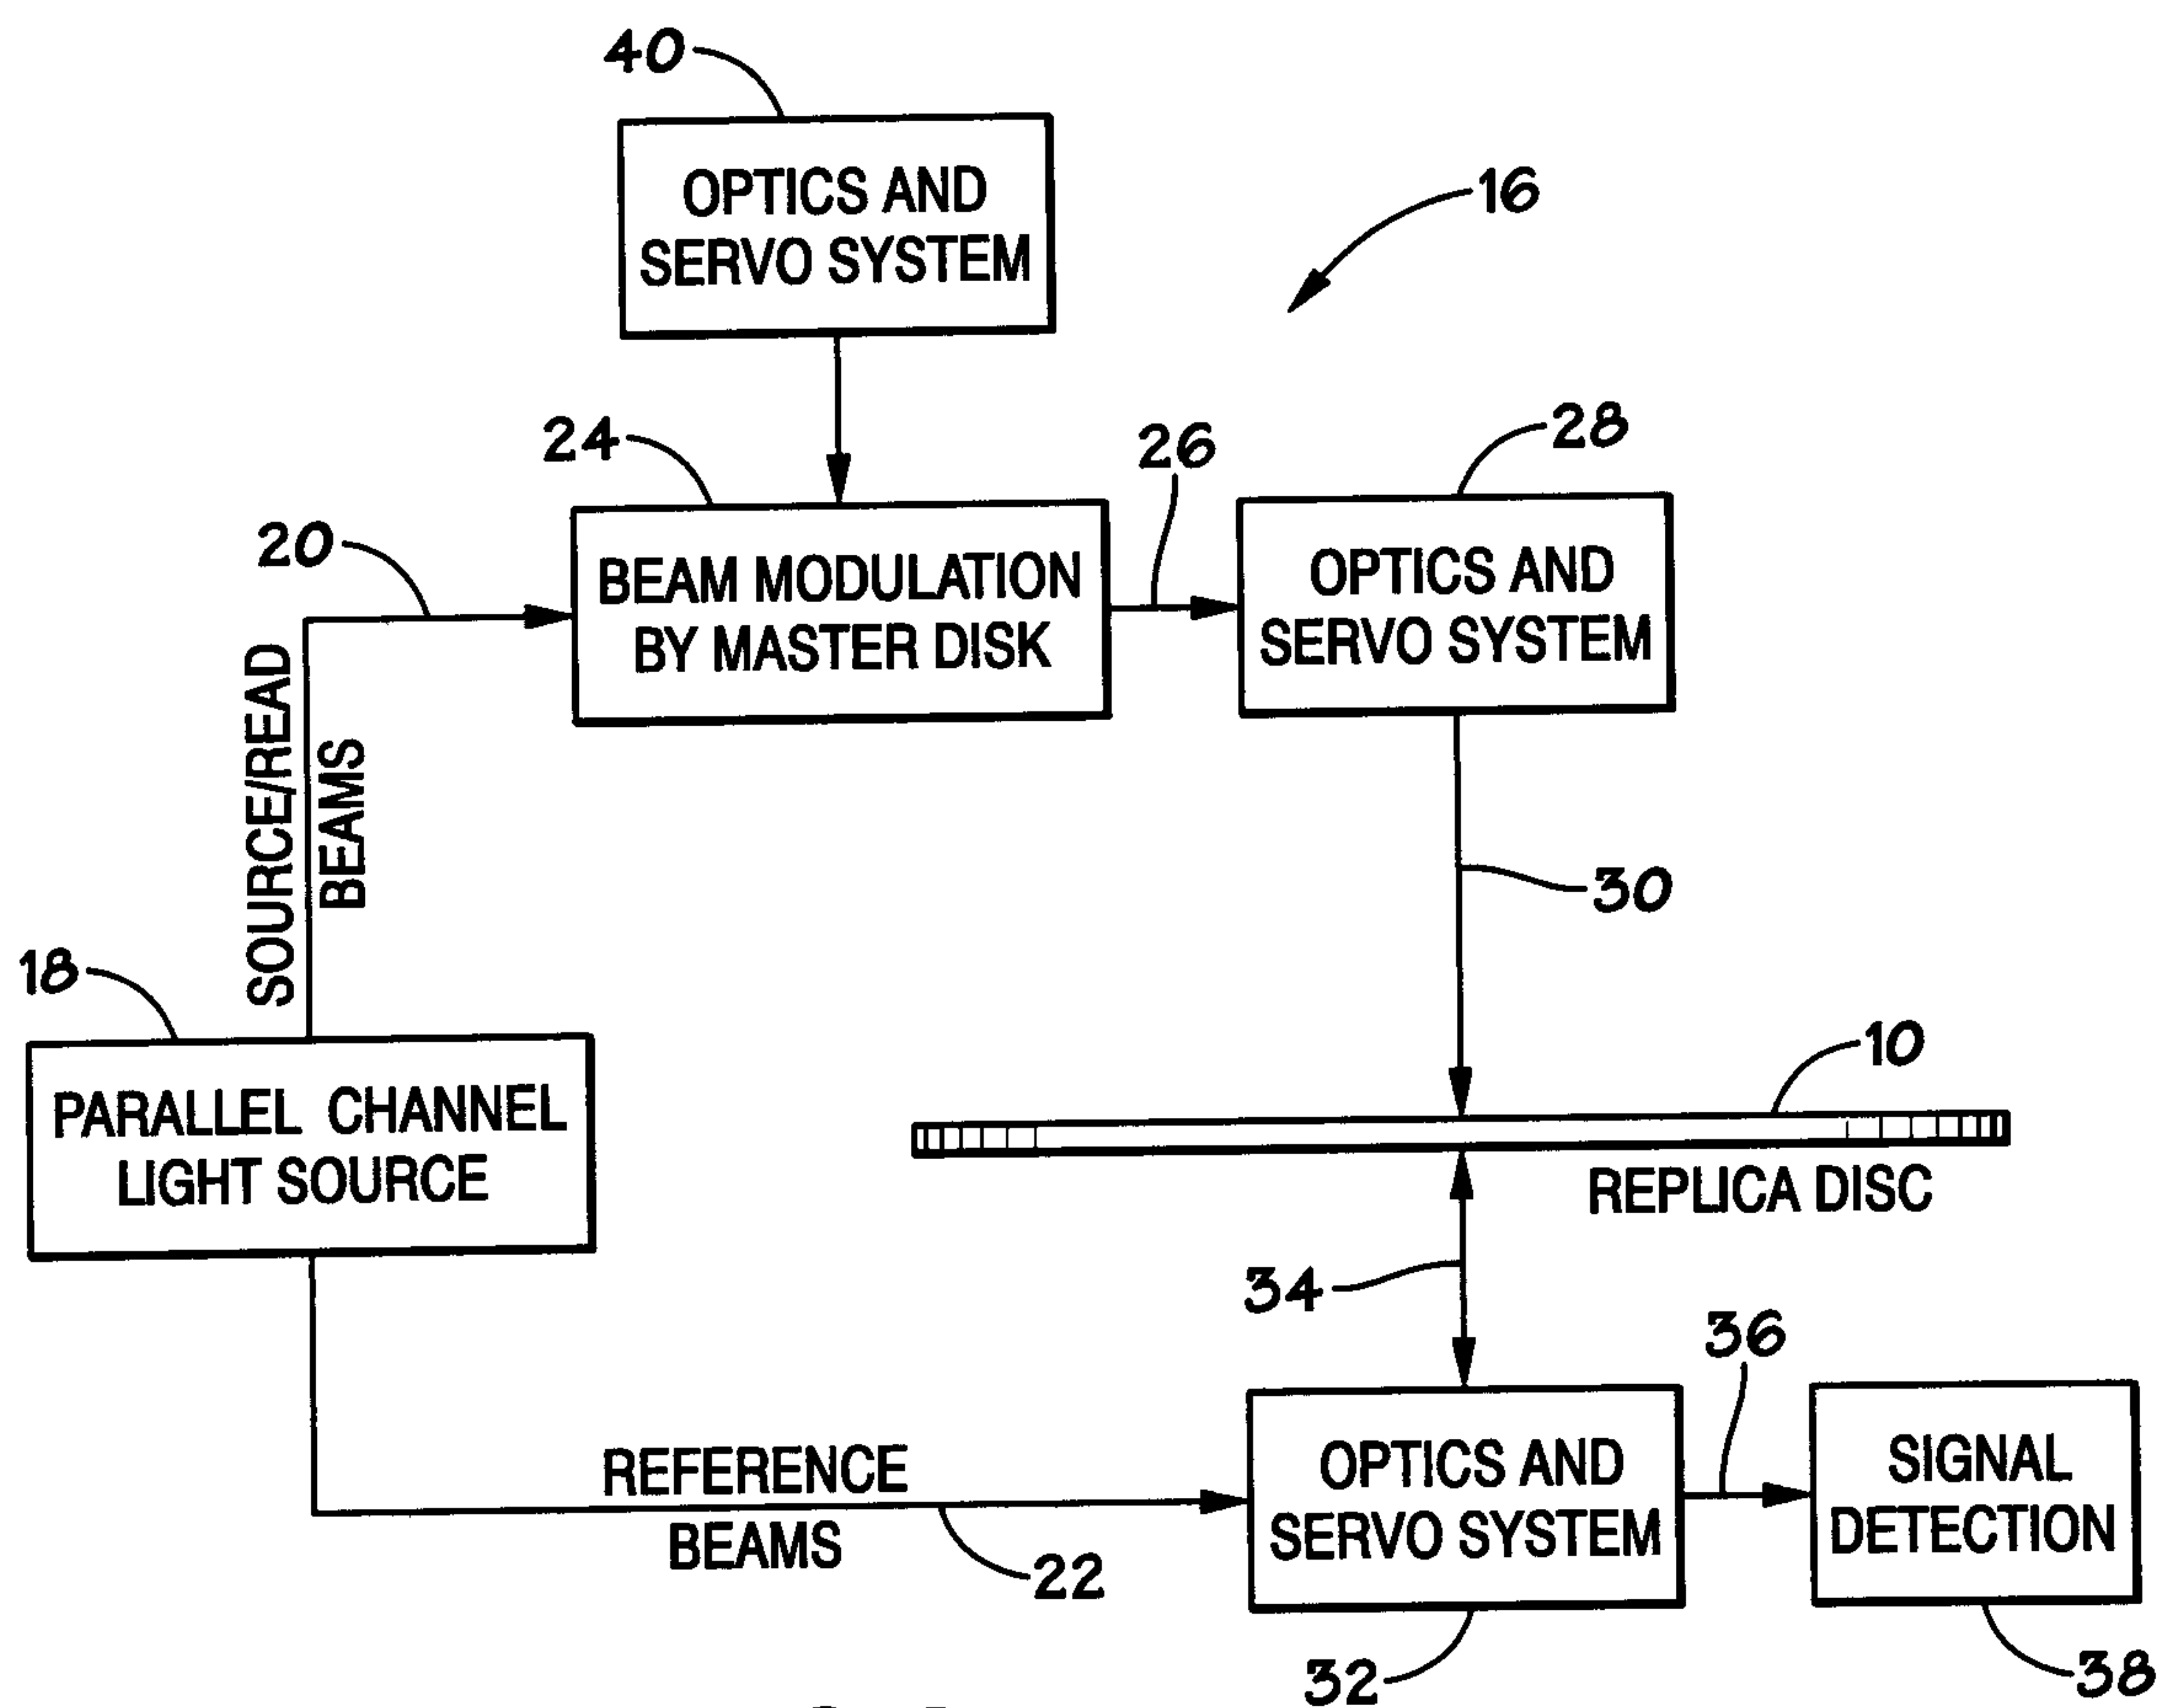 40
OPTICS AND
SERVO SYSTEM
16
24
BEAM MODULATION
BY MASTER DISK
26
28
OPTICS AND
SERVO SYSTEM
20
SOURCE/READ
BEAMS
30
18
PARALLEL CHANNEL
LIGHT SOURCE
10
REPLICA DISC
34
36
REFERENCE
BEAMS
22
OPTICS AND
SERVO SYSTEM
32
SIGNAL
DETECTION
38